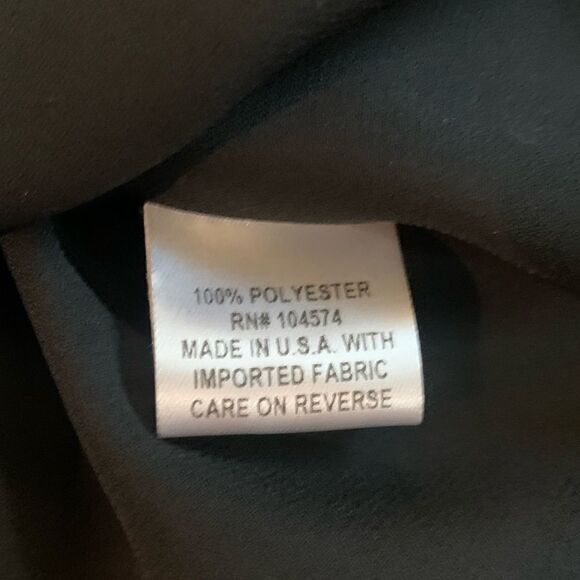 100% POLYESTER
RN# 104574
MADE IN U.S.A. WITH
IMPORTED FABRIC
CARE ON REVERSE